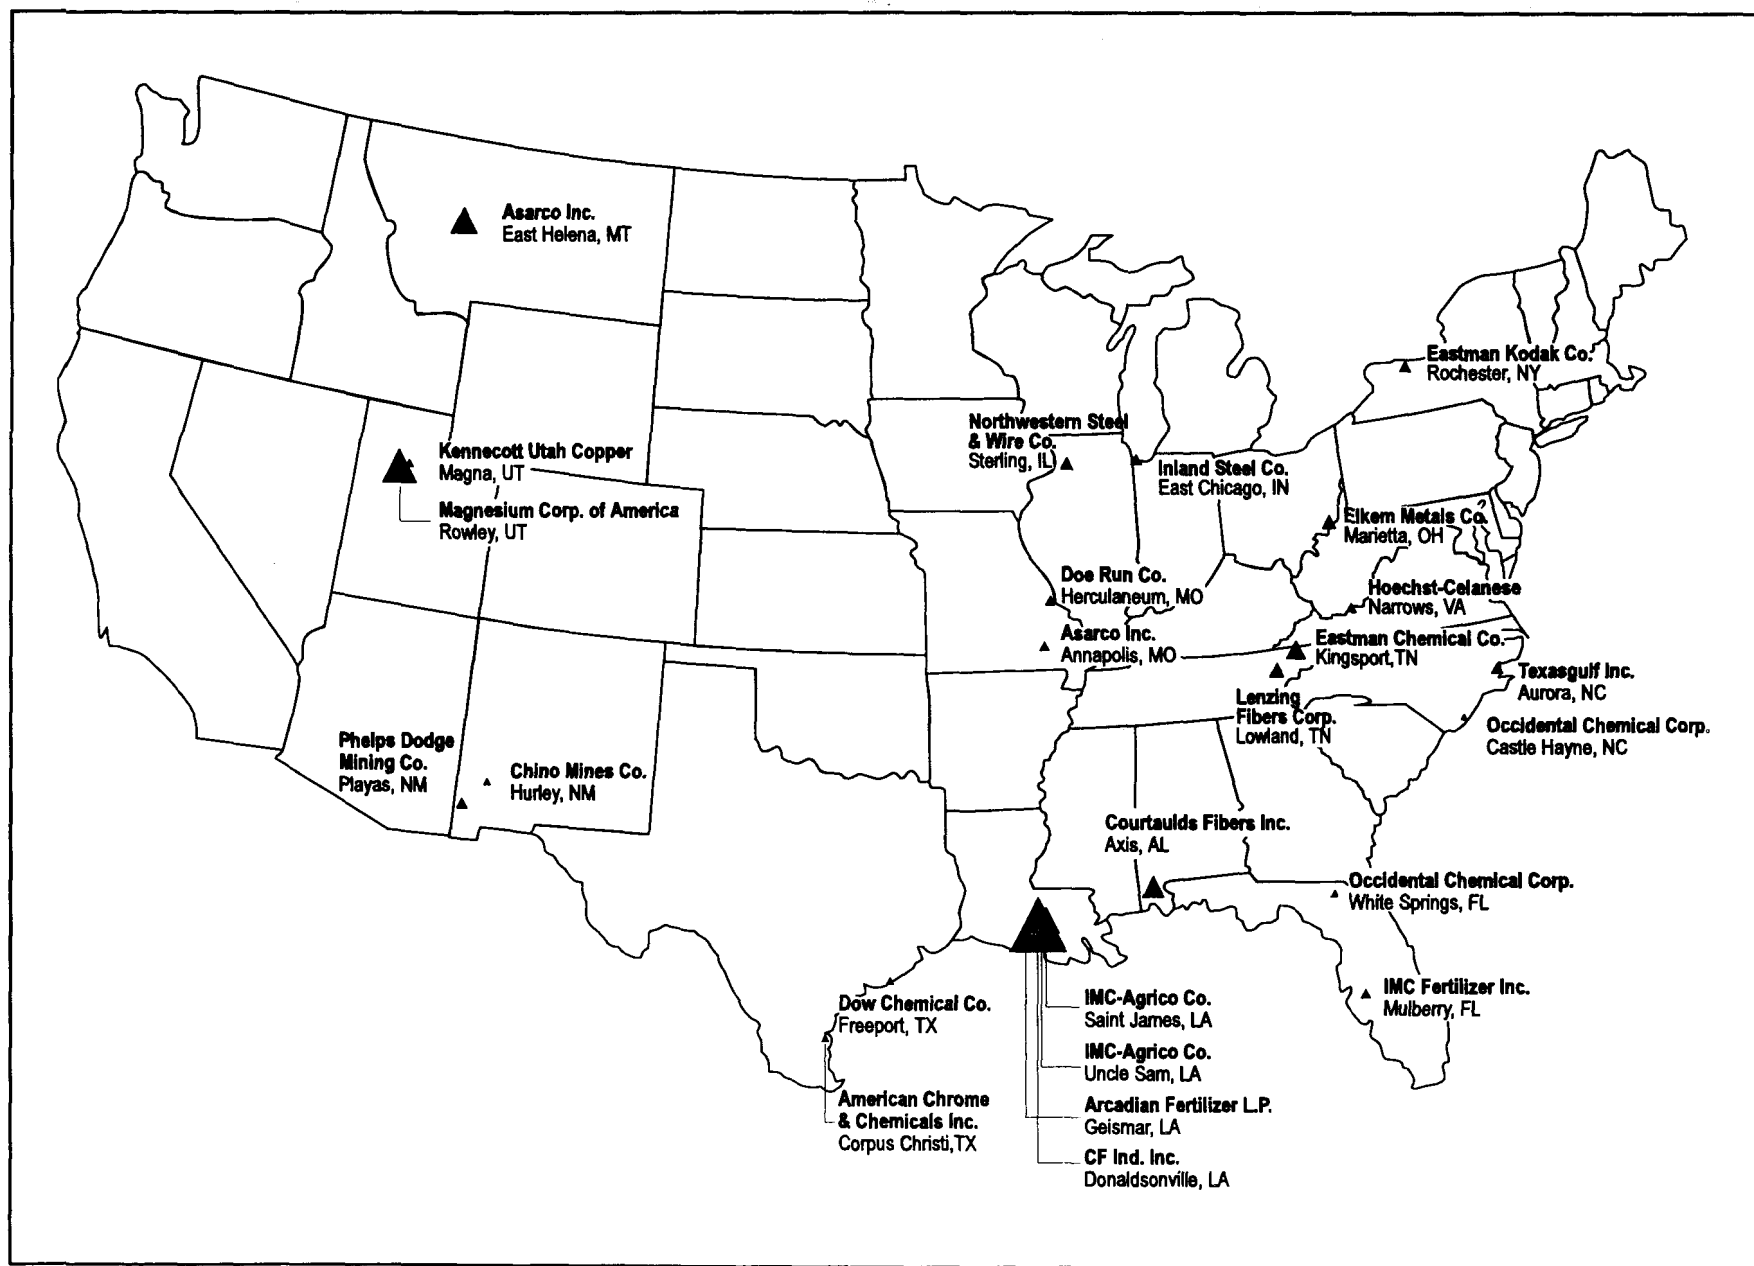 Asarco Inc.
East Helena, MT
Eastman Kodak Co.
Rochester, NY
Northwestern Steel
& Wire Co.
Sterling, IL
Kennecott Utah Copper
Magna, UT
Inland Steel Co.
East Chicago, IN
Magnesium Corp. of America
Rowley, UT
Elkem Metals Co.
Marietta, OH
Doe Run Co.
Herculaneum, MO
Hoechst-Celanese
Narrows, VA
Asarco Inc.
Annapolis, MO
Eastman Chemical Co.
Kingsport,TN
Texasgulf Inc.
Aurora, NC
Lenzing
Fibers Corp.
Lowland, TN
Occidental Chemical Corp.
Castle Hayne, NC
Phelps Dodge
Mining Co.
Playas, NM
Chino Mines Co.
Hurley, NM
Courtaulds Fibers Inc.
Axis, AL
Occidental Chemical Corp.
White Springs, FL
IMC Fertilizer Inc.
Mulberry, FL
Dow Chemical Co.
Freeport, TX
IMC-Agrico Co.
Saint James, LA
IMC-Agrico Co.
Uncle Sam, LA
American Chrome
& Chemicals Inc.
Corpus Christi,TX
Arcadian Fertilizer L.P.
Geismar, LA
CF Ind. Inc.
Donaldsonville, LA